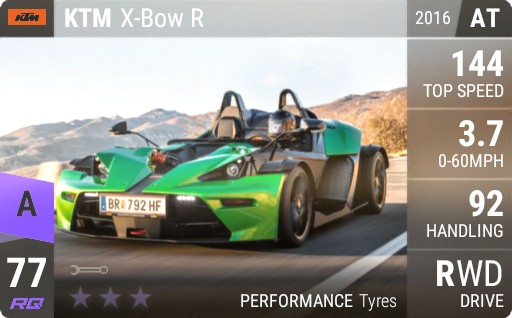 KTM
KTM X-Bow R
2016 AT
144
TOP SPEED
3.7
0-60MPH
92
HANDLING
RWD
DRIVE
A
77
RQ
BR 792 HF
PERFORMANCE Tyres